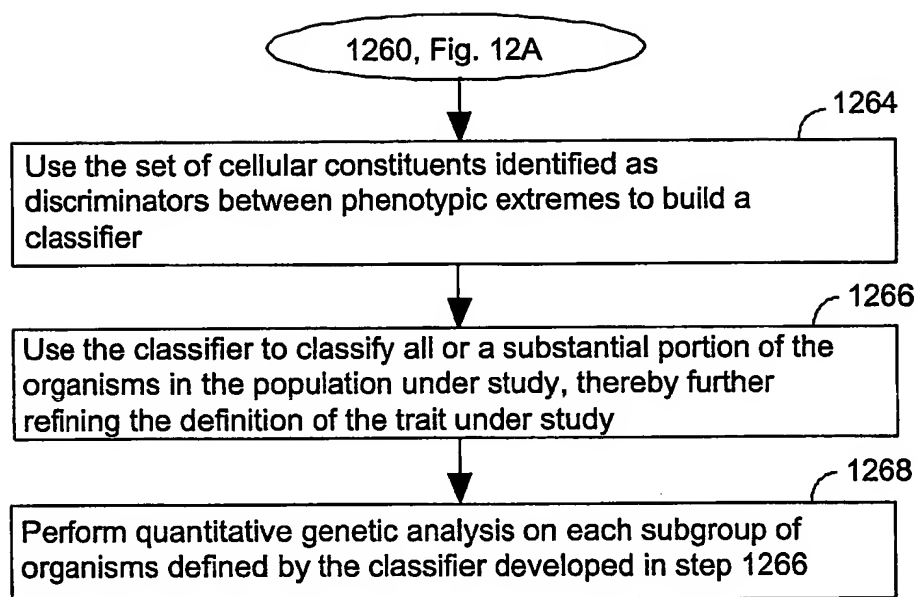 1260, Fig. 12A
1264
Use the set of cellular constituents identified as
discriminators between phenotypic extremes to build a
classifier
1266
Use the classifier to classify all or a substantial portion of the
organisms in the population under study, thereby further
refining the definition of the trait under study
1268
Perform quantitative genetic analysis on each subgroup of
organisms defined by the classifier developed in step 1266